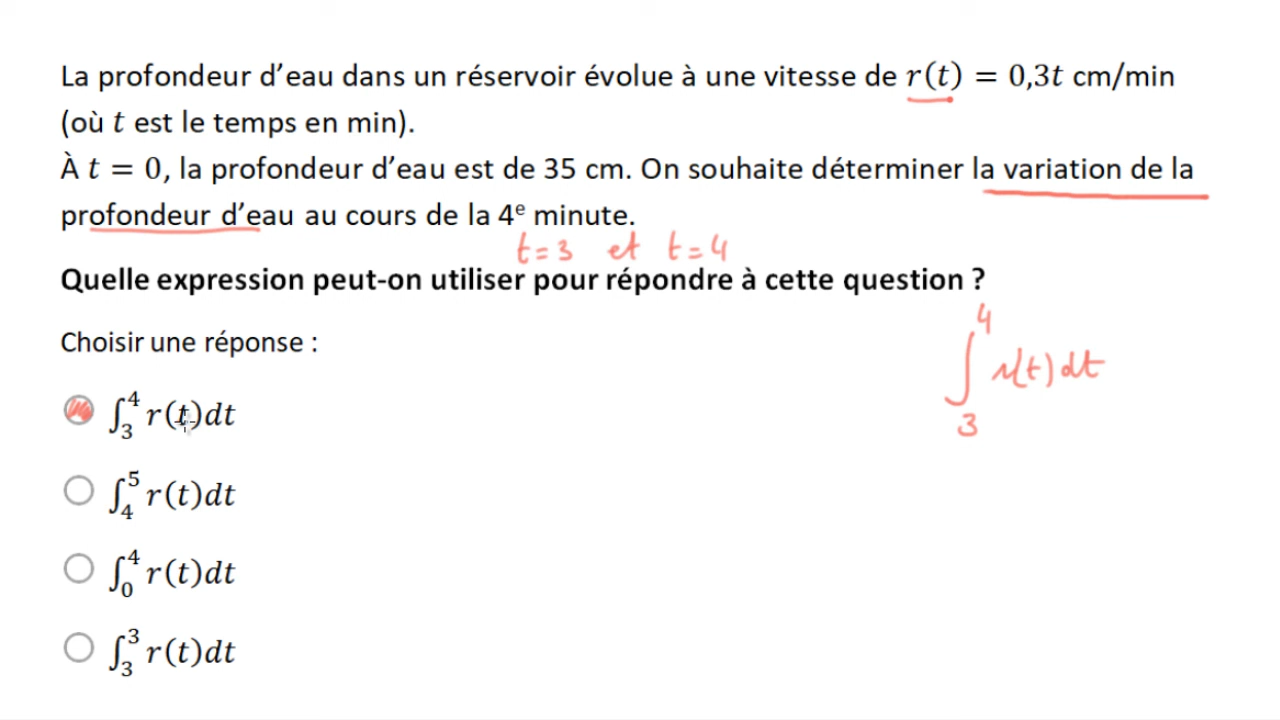 La profondeur d’eau dans un réservoir évolue à une vitesse de r(t) = 0,3t cm/min
(où t est le temps en min).
À t = 0, la profondeur d’eau est de 35 cm. On souhaite déterminer la variation de la
profondeur d’eau au cours de la 4ᵉ minute.
t=3 et t=4
Quelle expression peut-on utiliser pour répondre à cette question ?
Choisir une réponse :
∫₃⁴ r(t)dt
∫₃⁴ r(t)dt
∫₄⁵ r(t)dt
∫₀⁴ r(t)dt
∫₃³ r(t)dt